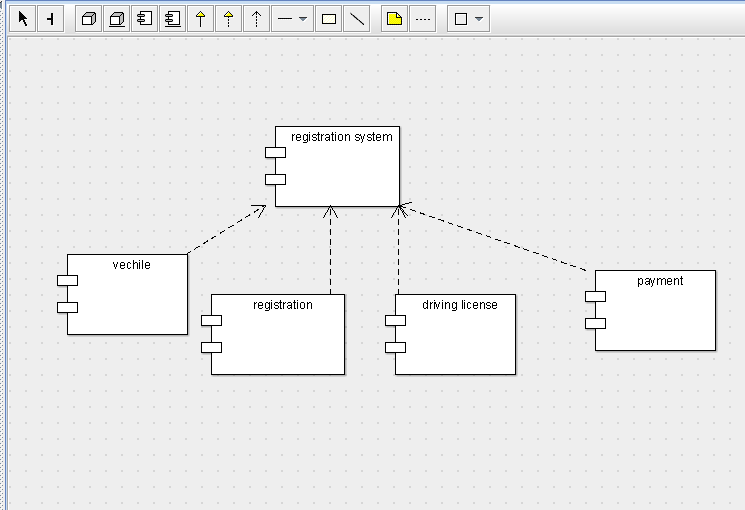 registration system
vechile
registration
driving license
payment